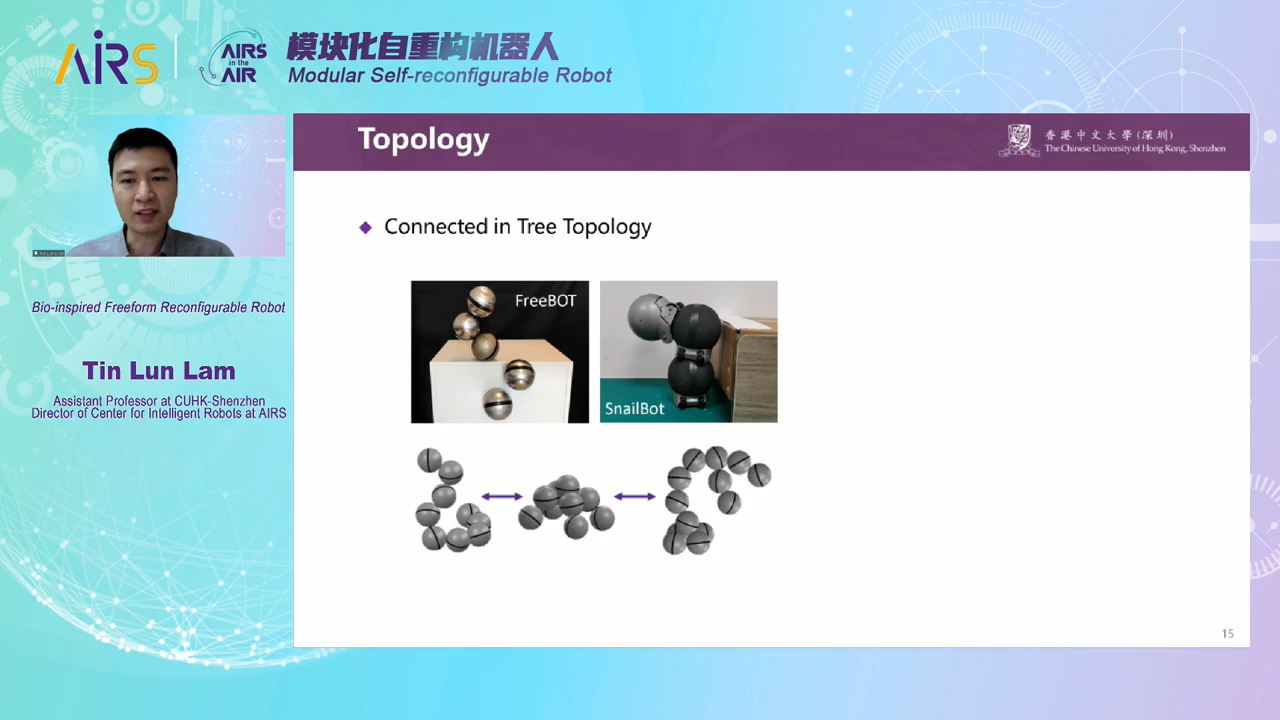 AIRS
AIRS
in the
AIR
模块化自重构机器人
Modular Self-reconfigurable Robot
Topology
香港中文大學(深圳)
The Chinese University of Hong Kong, Shenzhen
Connected in Tree Topology
FreeBOT
SnailBot
Bio-inspired Freeform Reconfigurable Robot
Tin Lun Lam
Assistant Professor at CUHK-Shenzhen
Director of Center for Intelligent Robots at AIRS
15